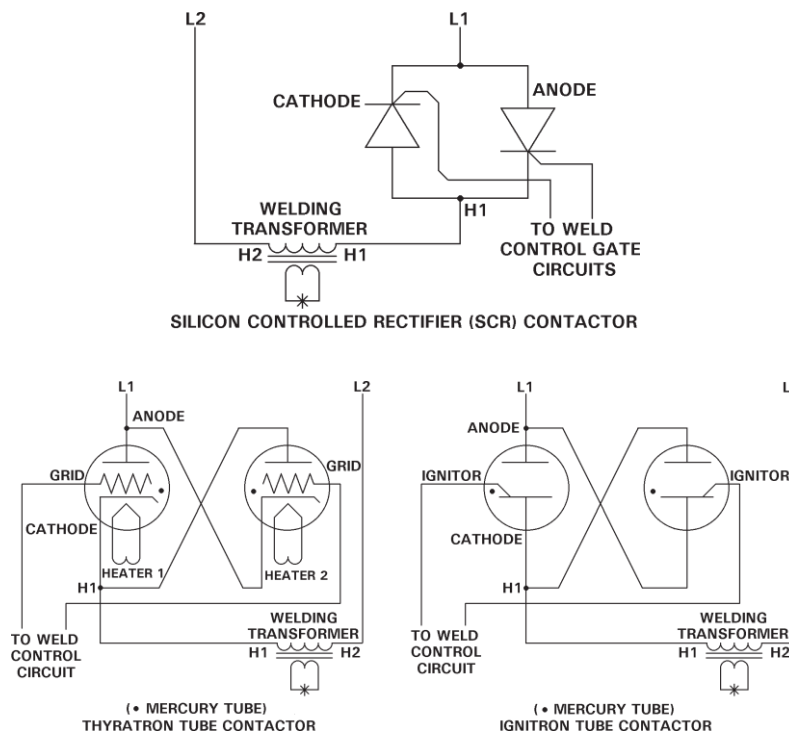 L2
L1
CATHODE
ANODE
H1
WELDING
TRANSFORMER
H2
H1
TO WELD
CONTROL GATE
CIRCUITS
SILICON CONTROLLED RECTIFIER (SCR) CONTACTOR
L1
L2
ANODE
GRID
GRID
CATHODE
HEATER 1
HEATER 2
H1
TO WELD
CONTROL
CIRCUIT
WELDING
TRANSFORMER
H1
H2
(• MERCURY TUBE)
THYRATRON TUBE CONTACTOR
L1
L
ANODE
IGNITOR
IGNITOR
CATHODE
H1
TO WELD
CONTROL
CIRCUIT
WELDING
TRANSFORMER
H1
H2
(• MERCURY TUBE)
IGNITRON TUBE CONTACTOR